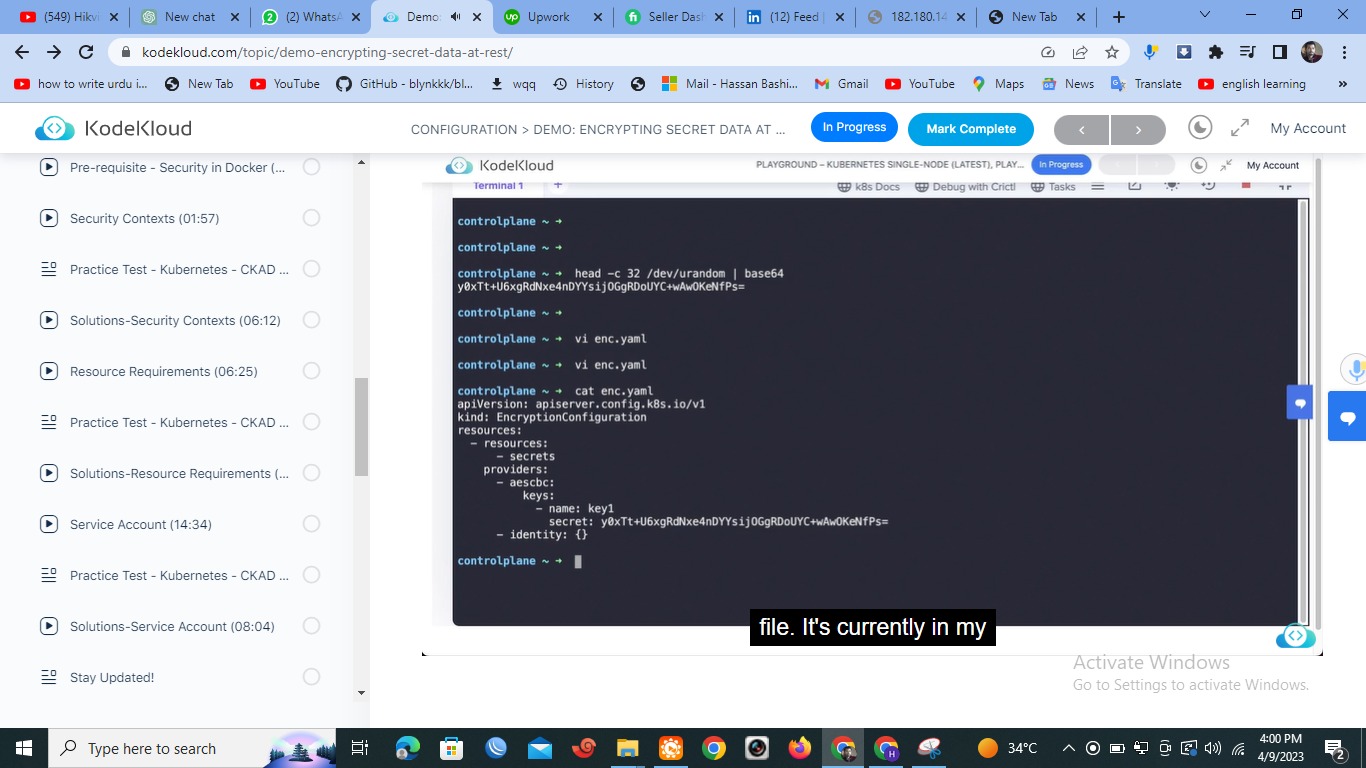 (549) Hikvi
New chat
(2) WhatsA
Demo:
Upwork
Seller Dash
(12) Feed |
182.180.14
New Tab
kodekloud.com/topic/demo-encrypting-secret-data-at-rest/
how to write urdu i...
New Tab
YouTube
GitHub - blynkkk/bl...
wqq
History
Mail - Hassan Bashi...
Gmail
YouTube
Maps
News
Translate
english learning
KodeKloud
CONFIGURATION > DEMO: ENCRYPTING SECRET DATA AT ...
In Progress
Mark Complete
My Account
Pre-requisite - Security in Docker (...
Security Contexts (01:57)
Practice Test - Kubernetes - CKAD ...
Solutions-Security Contexts (06:12)
Resource Requirements (06:25)
Practice Test - Kubernetes - CKAD ...
Solutions-Resource Requirements (...
Service Account (14:34)
Practice Test - Kubernetes - CKAD ...
Solutions-Service Account (08:04)
Stay Updated!
KodeKloud
PLAYGROUND – KUBERNETES SINGLE-NODE (LATEST), PLAY...
In Progress
My Account
Terminal 1
+
k8s Docs
Debug with Crictl
Tasks
controlplane ~ ➜
controlplane ~ ➜
controlplane ~ ➜ head -c 32 /dev/urandom | base64
y0xTt+U6xgRdNxe4nDYYsijOGgRDoUYC+wAwOKeNfPs=
controlplane ~ ➜
controlplane ~ ➜ vi enc.yaml
controlplane ~ ➜ vi enc.yaml
controlplane ~ ➜ cat enc.yaml
apiVersion: apiserver.config.k8s.io/v1
kind: EncryptionConfiguration
resources:
  - resources:
      - secrets
    providers:
      - aescbc:
          keys:
            - name: key1
              secret: y0xTt+U6xgRdNxe4nDYYsijOGgRDoUYC+wAwOKeNfPs=
      - identity: {}
controlplane ~ ➜
file. It's currently in my
Activate Windows
Go to Settings to activate Windows.
Type here to search
34°C
4:00 PM
4/9/2023
2